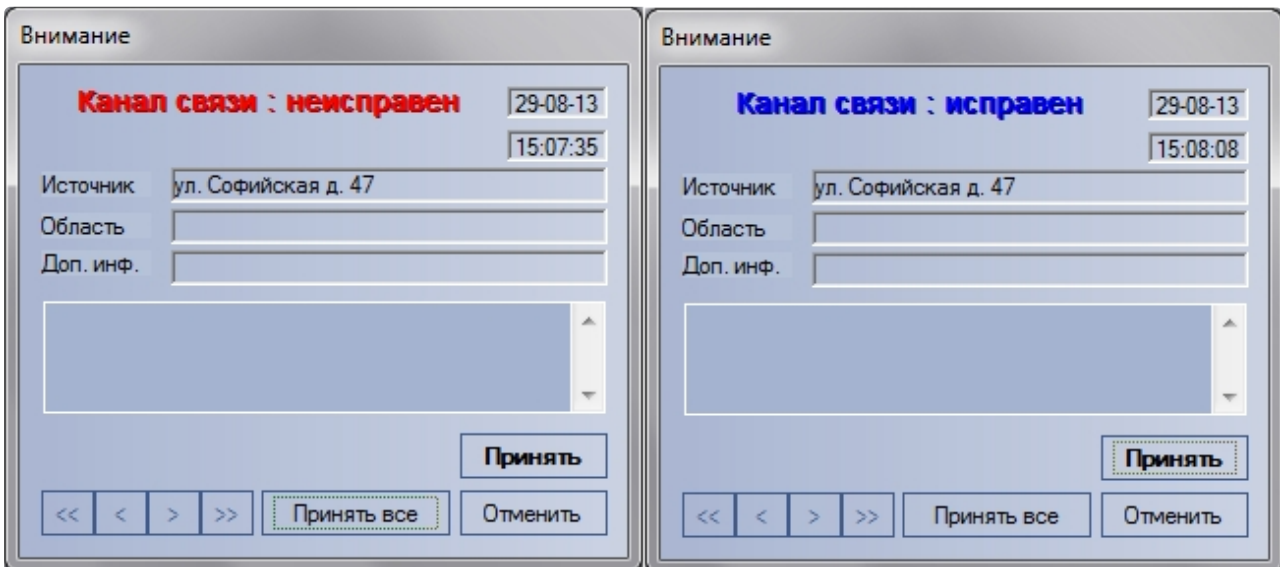 Внимание
Канал связи : неисправен
29-08-13
15:07:35
Источник ул. Софийская д. 47
Область
Доп. инф.
Принять
<< < > >> Принять все Отменить
Внимание
Канал связи : исправен
29-08-13
15:08:08
Источник ул. Софийская д. 47
Область
Доп. инф.
Принять
<< < > >> Принять все Отменить